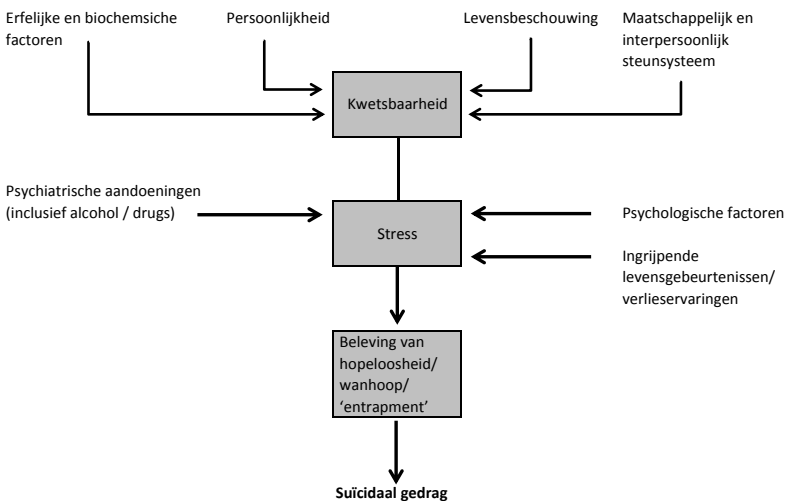 Erfelijke en biochemsiche
factoren
Persoonlijkheid
Levensbeschouwing
Maatschappelijk en
interpersoonlijk
steunsysteem
Kwetsbaarheid
Psychiatrische aandoeningen
(inclusief alcohol / drugs)
Stress
Psychologische factoren
Ingrijpende
levensgebeurtenissen/
verlieservaringen
Beleving van
hopeloosheid/
wanhoop/
‘entrapment’
Suïcidaal gedrag